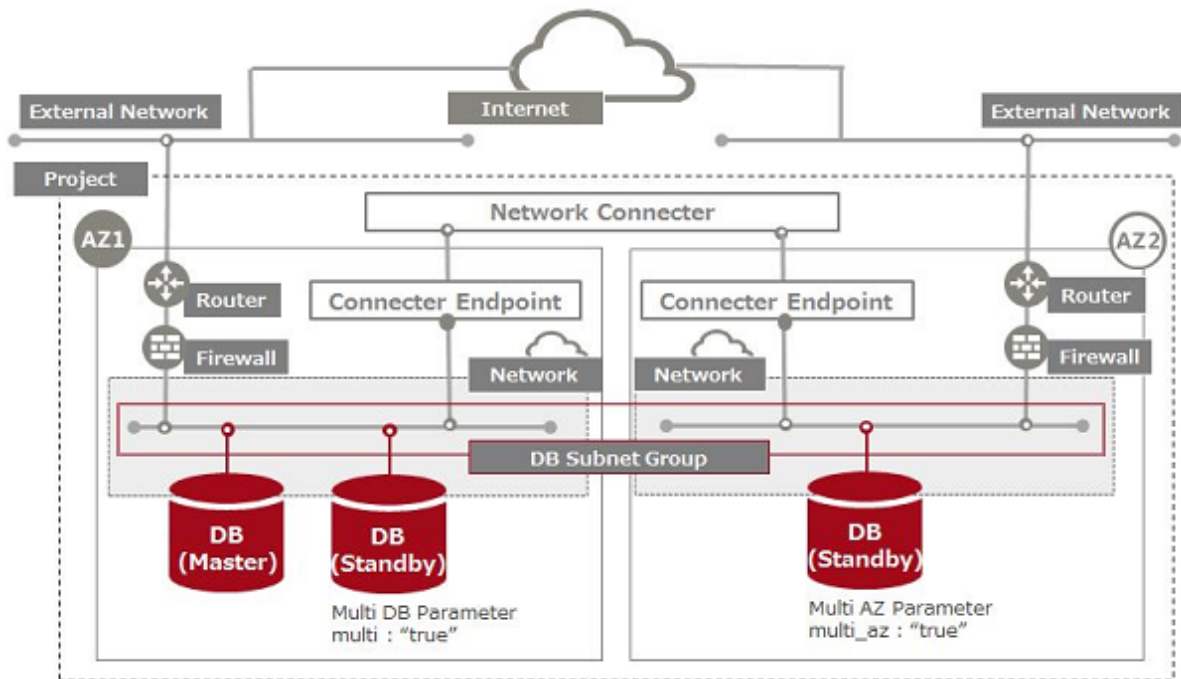 Internet
External Network
External Network
Project
Network Connecter
AZ1
AZ2
Router
Connecter Endpoint
Connecter Endpoint
Router
Firewall
Network
Network
Firewall
DB Subnet Group
DB
(Master)
DB
(Standby)
DB
(Standby)
Multi DB Parameter
multi : “true”
Multi AZ Parameter
multi_az : “true”